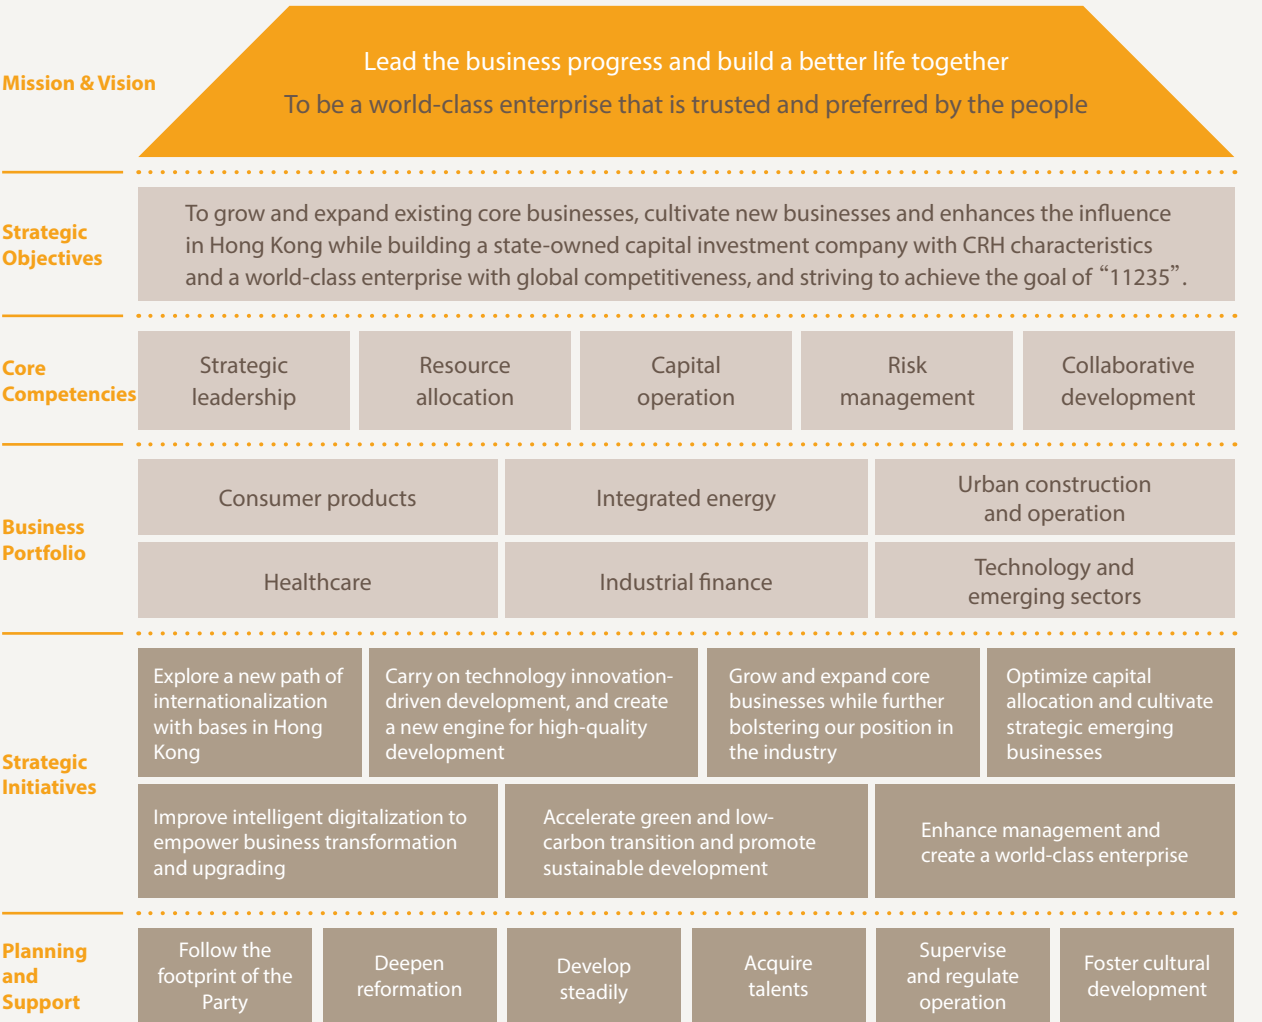 Mission & Vision
Lead the business progress and build a better life together
To be a world-class enterprise that is trusted and preferred by the people
Strategic
Objectives
To grow and expand existing core businesses, cultivate new businesses and enhances the influence
in Hong Kong while building a state-owned capital investment company with CRH characteristics
and a world-class enterprise with global competitiveness, and striving to achieve the goal of “11235”.
Core
Competencies
Strategic
leadership
Resource
allocation
Capital
operation
Risk
management
Collaborative
development
Business
Portfolio
Consumer products
Integrated energy
Urban construction
and operation
Healthcare
Industrial finance
Technology and
emerging sectors
Strategic
Initiatives
Explore a new path of
internationalization
with bases in Hong
Kong
Carry on technology innovation-
driven development, and create
a new engine for high-quality
development
Grow and expand core
businesses while further
bolstering our position in
the industry
Optimize capital
allocation and cultivate
strategic emerging
businesses
Improve intelligent digitalization to
empower business transformation
and upgrading
Accelerate green and low-
carbon transition and promote
sustainable development
Enhance management and
create a world-class enterprise
Planning
and
Support
Follow the
footprint of the
Party
Deepen
reformation
Develop
steadily
Acquire
talents
Supervise
and regulate
operation
Foster cultural
development